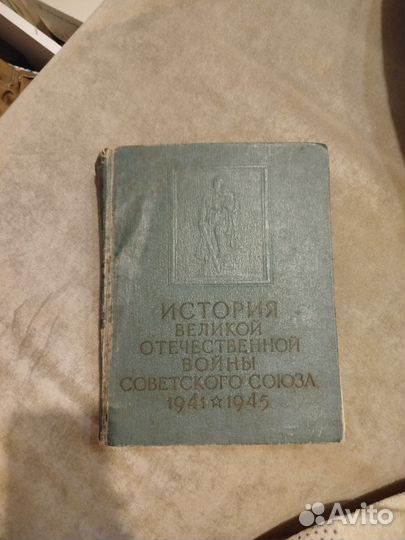 ИСТОРИЯ
ВЕЛИКОЙ
ОТЕЧЕСТВЕННОЙ
ВОЙНЫ
СОВЕТСКОГО СОЮЗА
1941 ☆ 1945
Avito